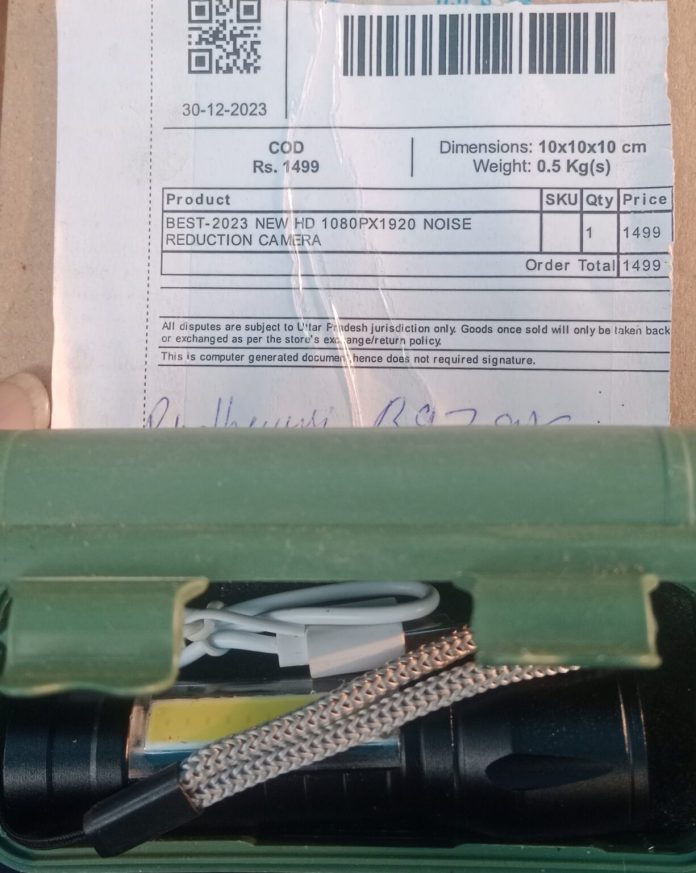 30-12-2023
COD
Rs. 1499
Dimensions: 10x10x10 cm
Weight: 0.5 Kg(s)
Product SKU Qty Price
BEST-2023 NEW HD 1080PX1920 NOISE
REDUCTION CAMERA 1 1499
Order Total 1499
All disputes are subject to Uttar Pradesh jurisdiction only. Goods once sold will only be taken back
or exchanged as per the store's exchange/return policy.
This is computer generated document,hence does not required signature.